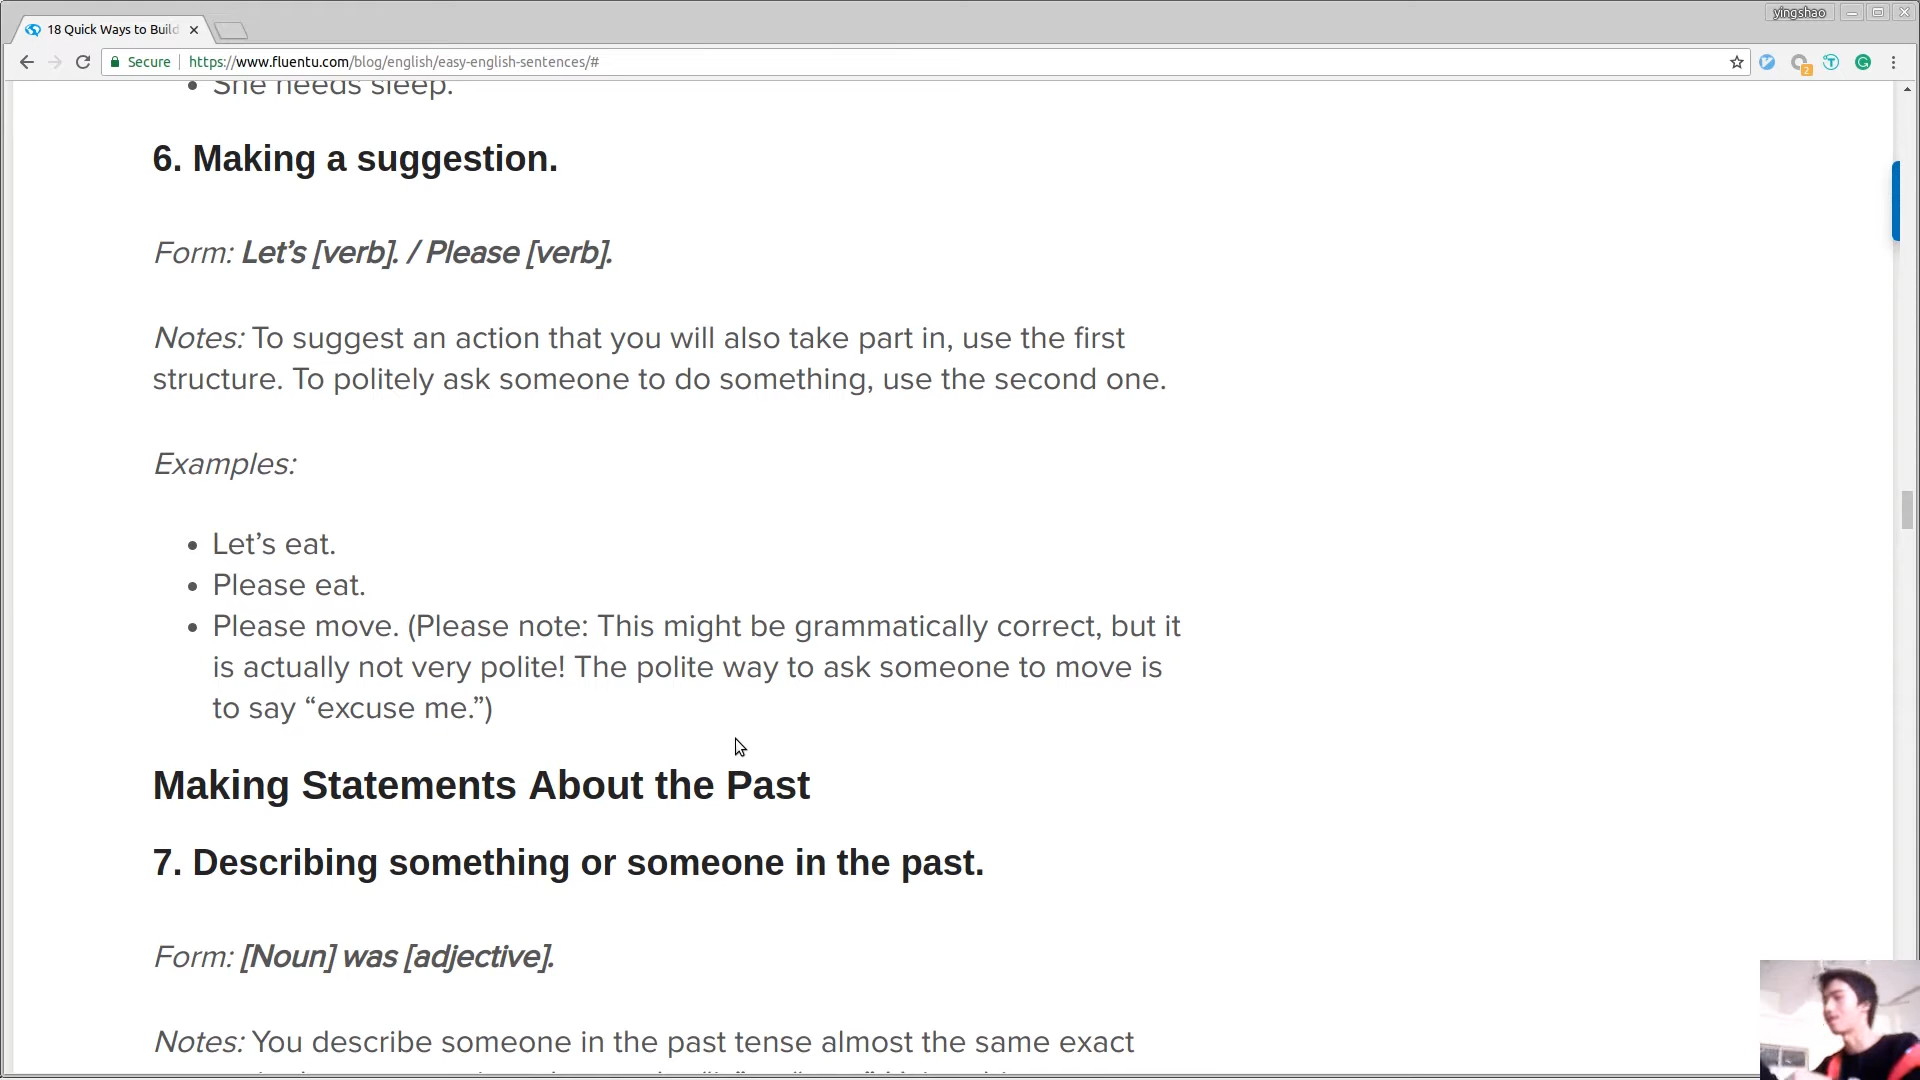 yingshao
18 Quick Ways to Build
Secure https://www.fluentu.com/blog/english/easy-english-sentences/#
2
She needs sleep.
6. Making a suggestion.
Form: Let’s [verb]. / Please [verb].
Notes: To suggest an action that you will also take part in, use the first
structure. To politely ask someone to do something, use the second one.
Examples:
• Let’s eat.
• Please eat.
• Please move. (Please note: This might be grammatically correct, but it
is actually not very polite! The polite way to ask someone to move is
to say “excuse me.”)
Making Statements About the Past
7. Describing something or someone in the past.
Form: [Noun] was [adjective].
Notes: You describe someone in the past tense almost the same exact